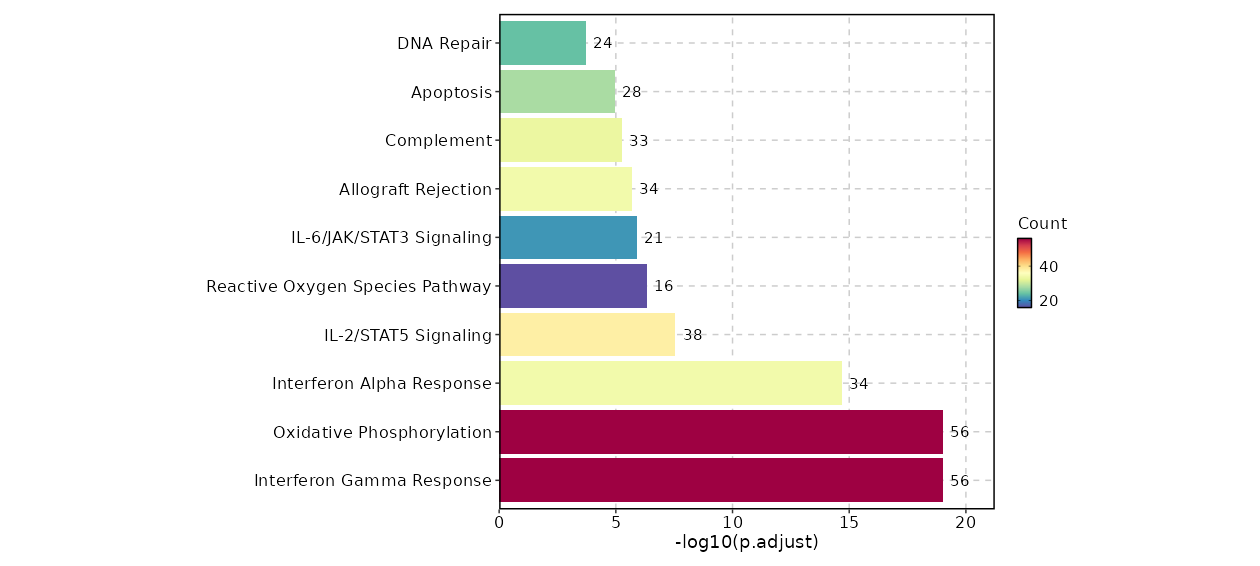 DNA Repair 24
Apoptosis 28
Complement 33
Allograft Rejection 34
IL-6/JAK/STAT3 Signaling 21
Reactive Oxygen Species Pathway 16
IL-2/STAT5 Signaling 38
Interferon Alpha Response 34
Oxidative Phosphorylation 56
Interferon Gamma Response 56
0 5 10 15 20
-log10(p.adjust)
Count
40
20